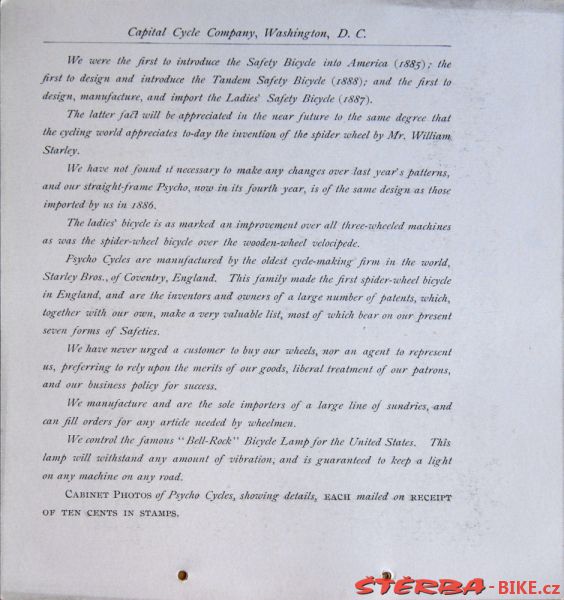 Capital Cycle Company, Washington, D. C.
We were the first to introduce the Safety Bicycle into America (1885); the
first to design and introduce the Tandem Safety Bicycle (1888); and the first to
design, manufacture, and import the Ladies' Safety Bicycle (1887).
The latter fact will be appreciated in the near future to the same degree that
the cycling world appreciates to-day the invention of the spider wheel by Mr. William
Starley.
We have not found it necessary to make any changes over last year's patterns,
and our straight-frame Psycho, now in its fourth year, is of the same design as those
imported by us in 1886.
The ladies' bicycle is as marked an improvement over all three-wheeled machines
as was the spider-wheel bicycle over the wooden-wheel velocipede.
Psycho Cycles are manufactured by the oldest cycle-making firm in the world,
Starley Bros., of Coventry, England. This family made the first spider-wheel bicycle
in England, and are the inventors and owners of a large number of patents, which,
together with our own, make a very valuable list, most of which bear on our present
seven forms of Safeties.
We have never urged a customer to buy our wheels, nor an agent to represent
us, preferring to rely upon the merits of our goods, liberal treatment of our patrons,
and our business policy for success.
We manufacture and are the sole importers of a large line of sundries, and
can fill orders for any article needed by wheelmen.
We control the famous "Bell-Rock" Bicycle Lamp for the United States. This
lamp will withstand any amount of vibration, and is guaranteed to keep a light
on any machine on any road.
CABINET PHOTOS of Psycho Cycles, showing details, EACH mailed on RECEIPT
OF TEN CENTS IN STAMPS.
ŠTĚRBA-BIKE.cz